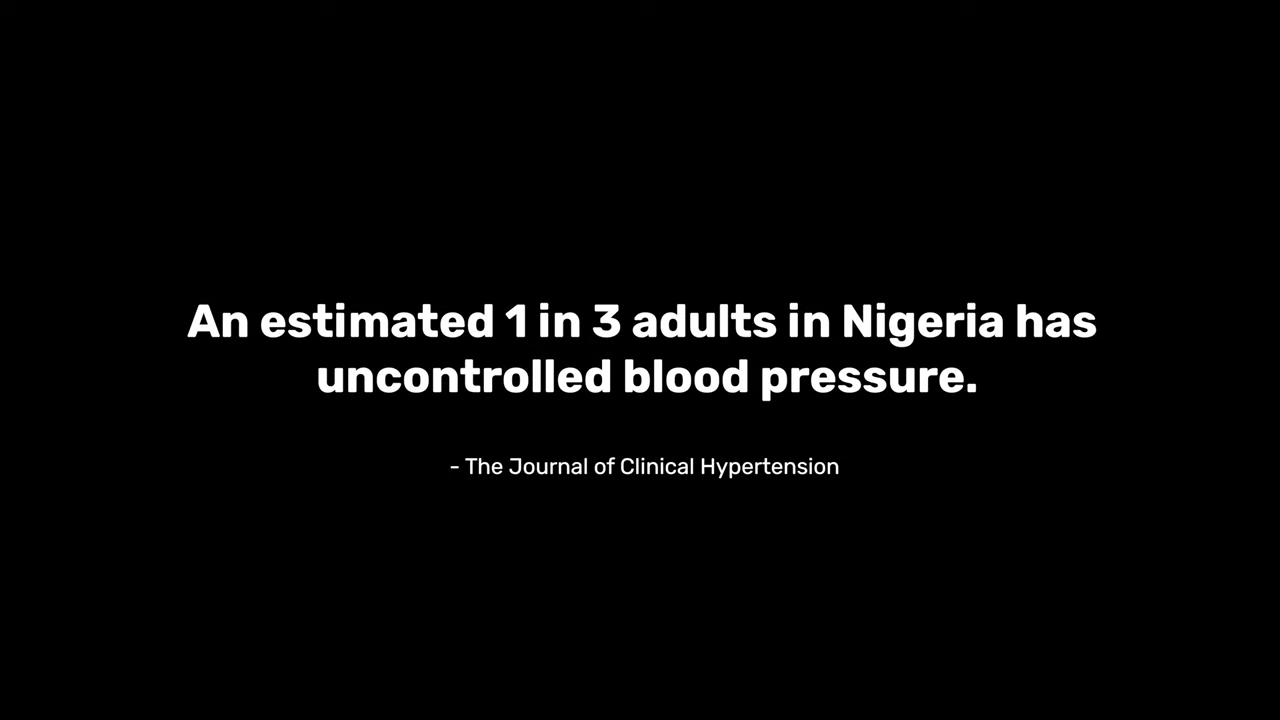 An estimated 1 in 3 adults in Nigeria has
uncontrolled blood pressure.
- The Journal of Clinical Hypertension